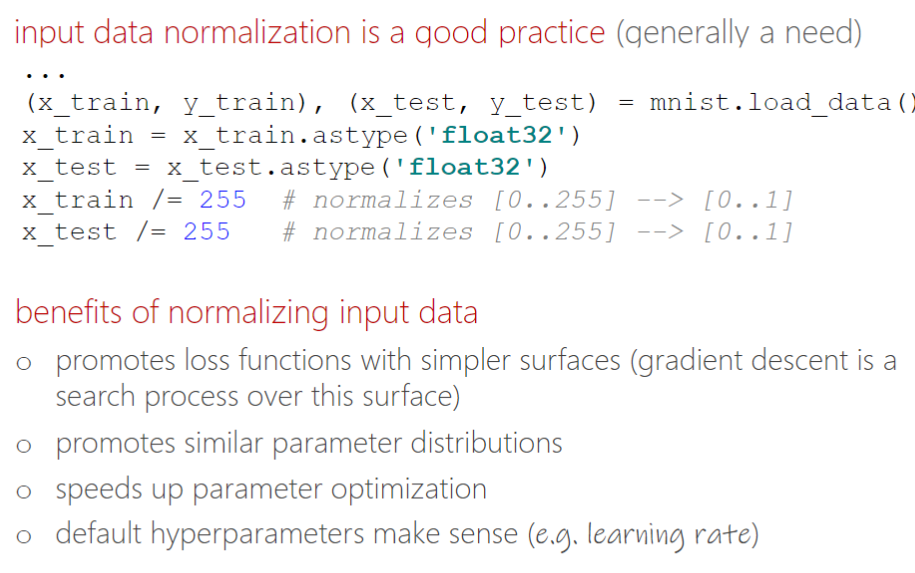 input data normalization is a good practice (generally a need)
...
(x_train, y_train), (x_test, y_test) = mnist.load_data()
x_train = x_train.astype('float32')
x_test = x_test.astype('float32')
x_train /= 255 # normalizes [0..255] --> [0..1]
x_test /= 255 # normalizes [0..255] --> [0..1]
benefits of normalizing input data
o promotes loss functions with simpler surfaces (gradient descent is a
search process over this surface)
o promotes similar parameter distributions
o speeds up parameter optimization
o default hyperparameters make sense (e.g. learning rate)